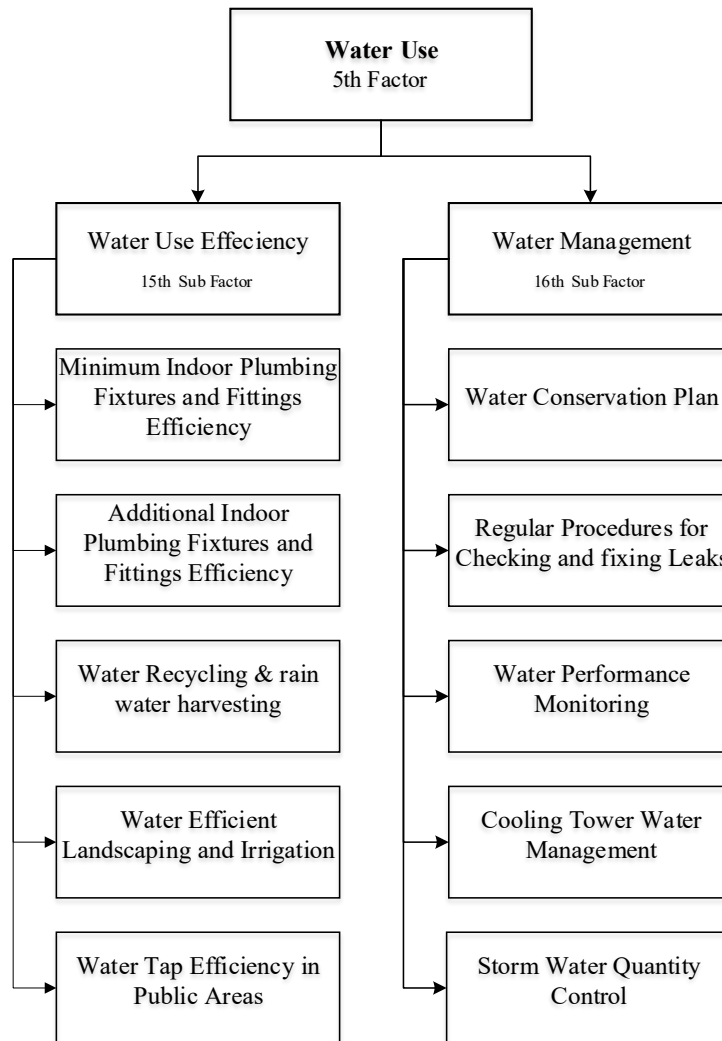 Water Use
5th Factor
Water Use Effeciency
15th Sub Factor
Minimum Indoor Plumbing
Fixtures and Fittings
Efficiency
Additional Indoor
Plumbing Fixtures and
Fittings Efficiency
Water Recycling & rain
water harvesting
Water Efficient
Landscaping and Irrigation
Water Tap Efficiency in
Public Areas
Water Management
16th Sub Factor
Water Conservation Plan
Regular Procedures for
Checking and fixing Leaks
Water Performance
Monitoring
Cooling Tower Water
Management
Storm Water Quantity
Control